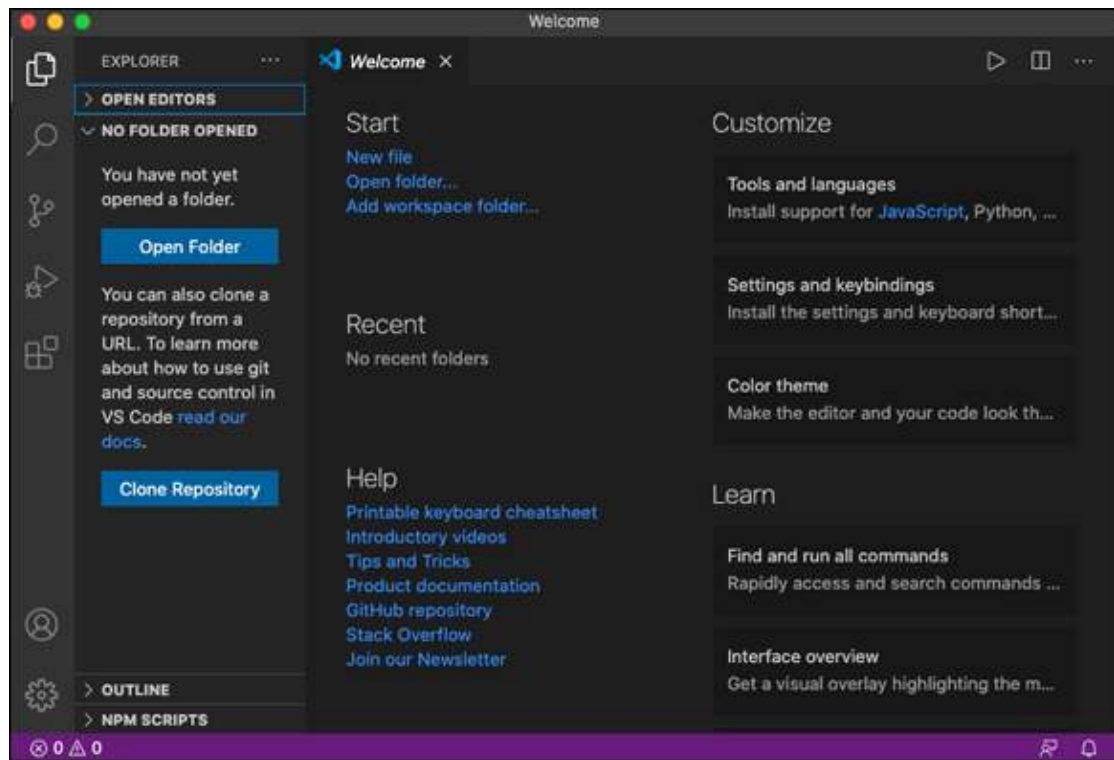 Welcome
EXPLORER
OPEN EDITORS
NO FOLDER OPENED
You have not yet
opened a folder.
Open Folder
You can also clone a
repository from a
URL. To learn more
about how to use git
and source control in
VS Code read our
docs.
Clone Repository
OUTLINE
NPM SCRIPTS
Welcome
Start
New file
Open folder...
Add workspace folder...
Recent
No recent folders
Help
Printable keyboard cheatsheet
Introductory videos
Tips and Tricks
Product documentation
GitHub repository
Stack Overflow
Join our Newsletter
Customize
Tools and languages
Install support for JavaScript, Python, ...
Settings and keybindings
Install the settings and keyboard short...
Color theme
Make the editor and your code look th...
Learn
Find and run all commands
Rapidly access and search commands ...
Interface overview
Get a visual overlay highlighting the m...
0 0